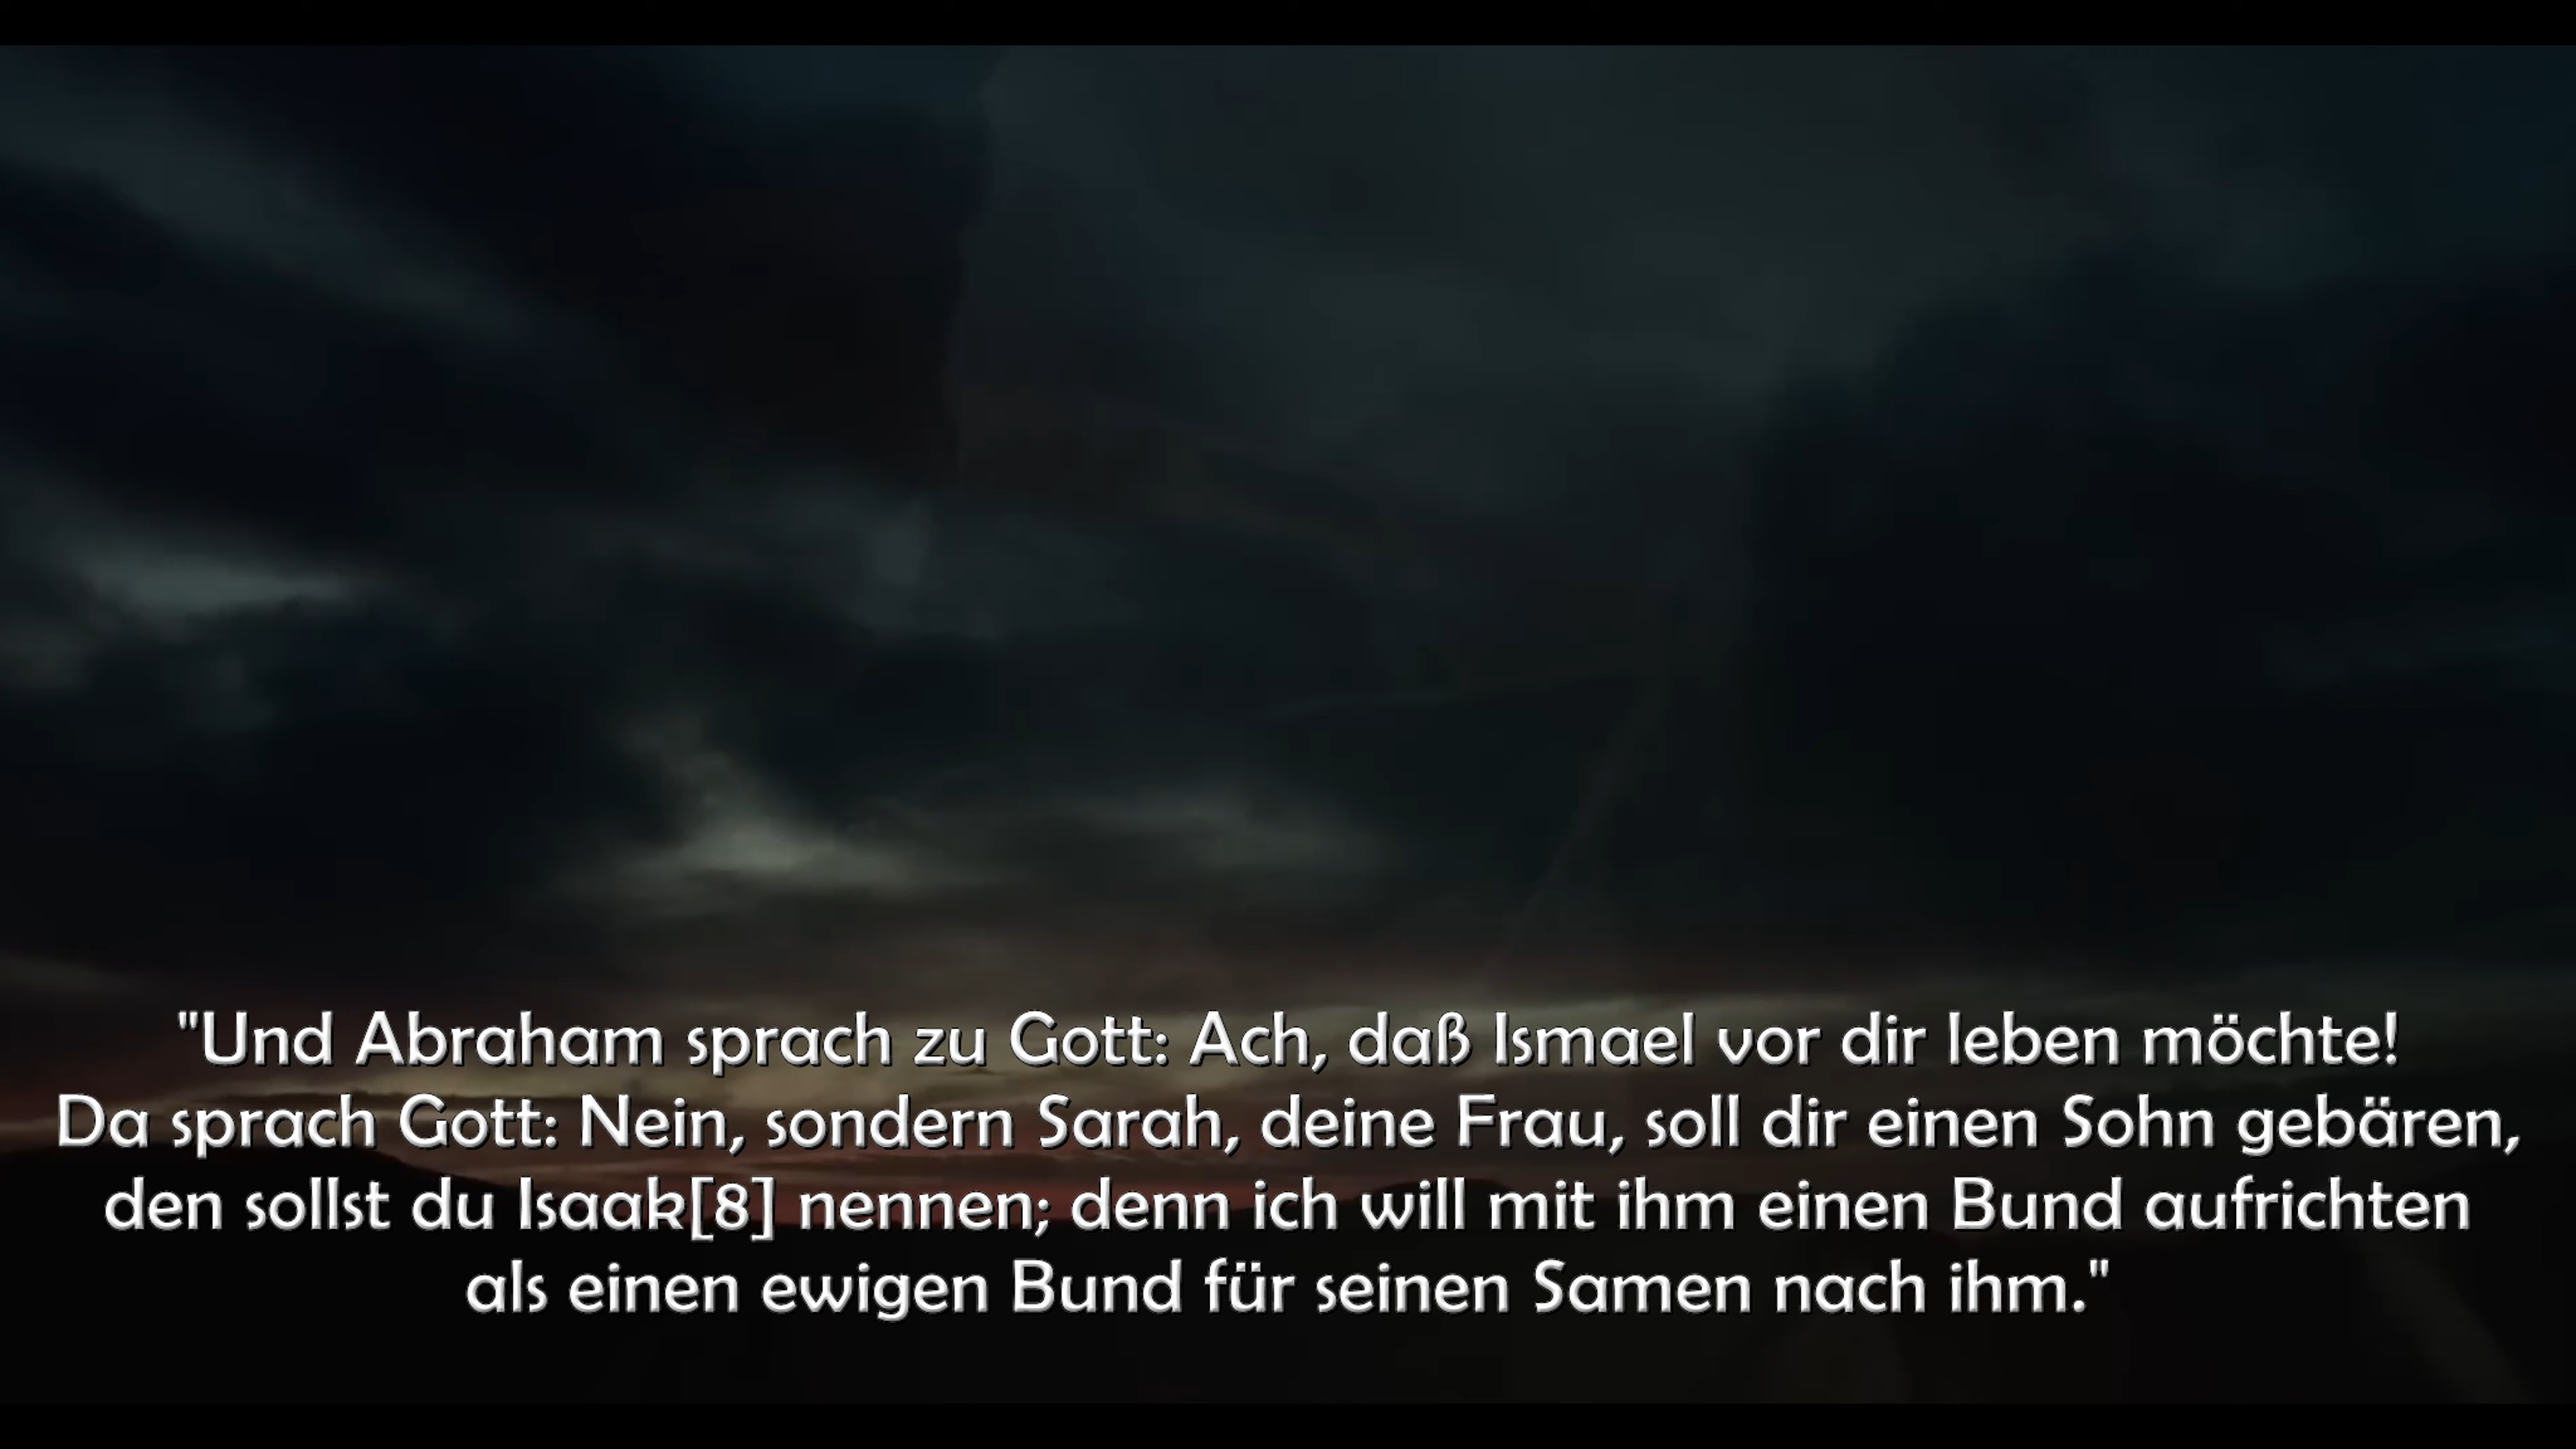 "Und Abraham sprach zu Gott: Ach, daß Ismael vor dir leben möchte!
Da sprach Gott: Nein, sondern Sarah, deine Frau, soll dir einen Sohn gebären,
den sollst du Isaak[8] nennen; denn ich will mit ihm einen Bund aufrichten
als einen ewigen Bund für seinen Samen nach ihm."